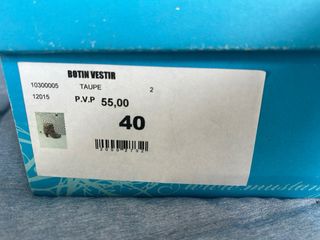 BOTIN VESTIR
10300005 TAUPE 2
12015 P.V.P 55,00
40